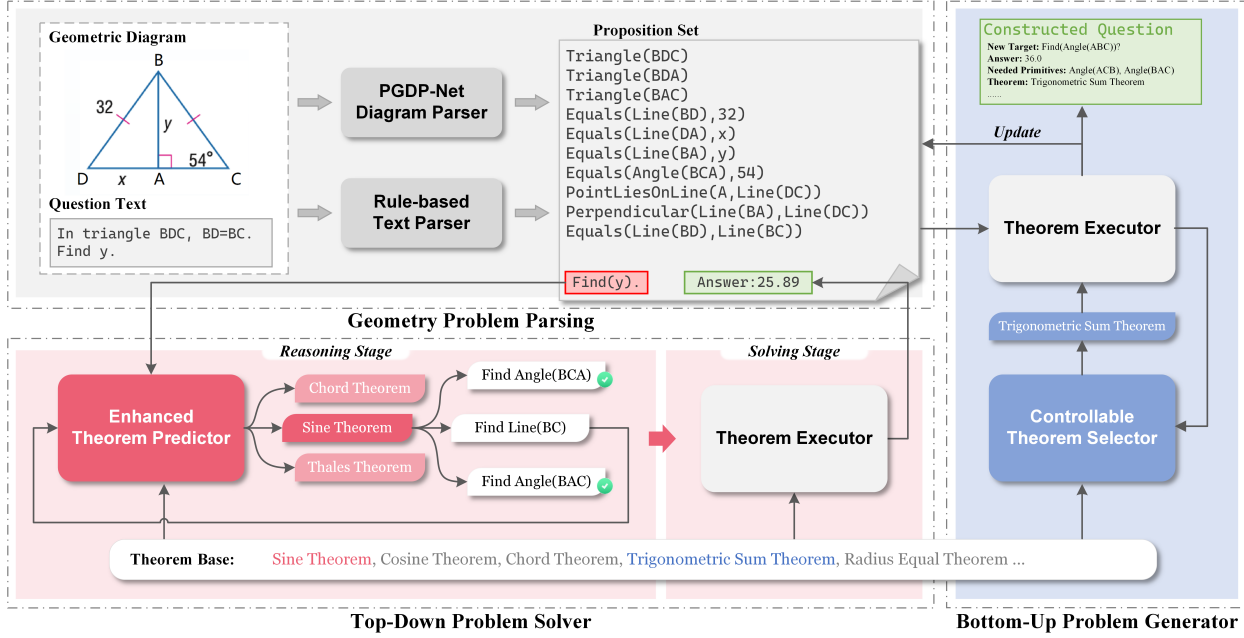 Geometric Diagram
B
32
y
54°
D
x
A
C
Question Text
In triangle BDC, BD=BC.
Find y.
PGDP-Net
Diagram Parser
Rule-based
Text Parser
Proposition Set
Triangle(BDC)
Triangle(BDA)
Triangle(BAC)
Equals(Line(BD),32)
Equals(Line(DA),x)
Equals(Line(BA),y)
Equals(Angle(BCA),54)
PointLiesOnLine(A,Line(DC))
Perpendicular(Line(BA),Line(DC))
Equals(Line(BD),Line(BC))
Find(y).
Answer:25.89
Geometry Problem Parsing
Constructed Question
New Target: Find(Angle(ABC))?
Answer: 36.0
Needed Primitives: Angle(ACB), Angle(BAC)
Theorem: Trigonometric Sum Theorem
......
Update
Theorem Executor
Trigonometric Sum Theorem
Controllable
Theorem Selector
Bottom-Up Problem Generator
Reasoning Stage
Enhanced
Theorem Predictor
Chord Theorem
Sine Theorem
Thales Theorem
Find Angle(BCA)
Find Line(BC)
Find Angle(BAC)
Solving Stage
Theorem Executor
Theorem Base: Sine Theorem, Cosine Theorem, Chord Theorem, Trigonometric Sum Theorem, Radius Equal Theorem ...
Top-Down Problem Solver